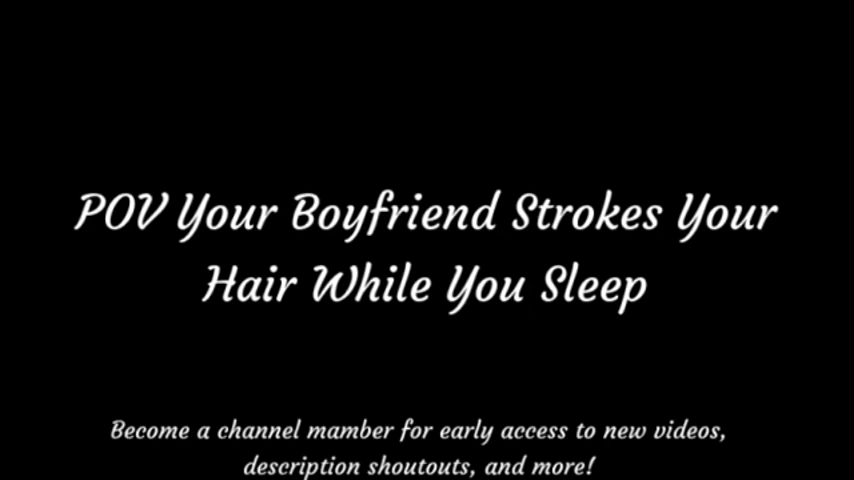 POV Your Boyfriend Strokes Your
Hair While You Sleep
Become a channel mamber for early access to new videos,
description shoutouts, and more!